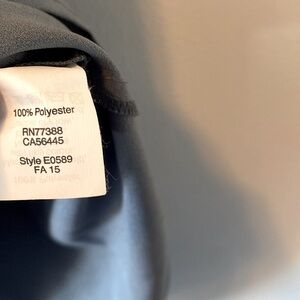 100% Polyester
RN77388
CA56445
Style E0589
FA 15